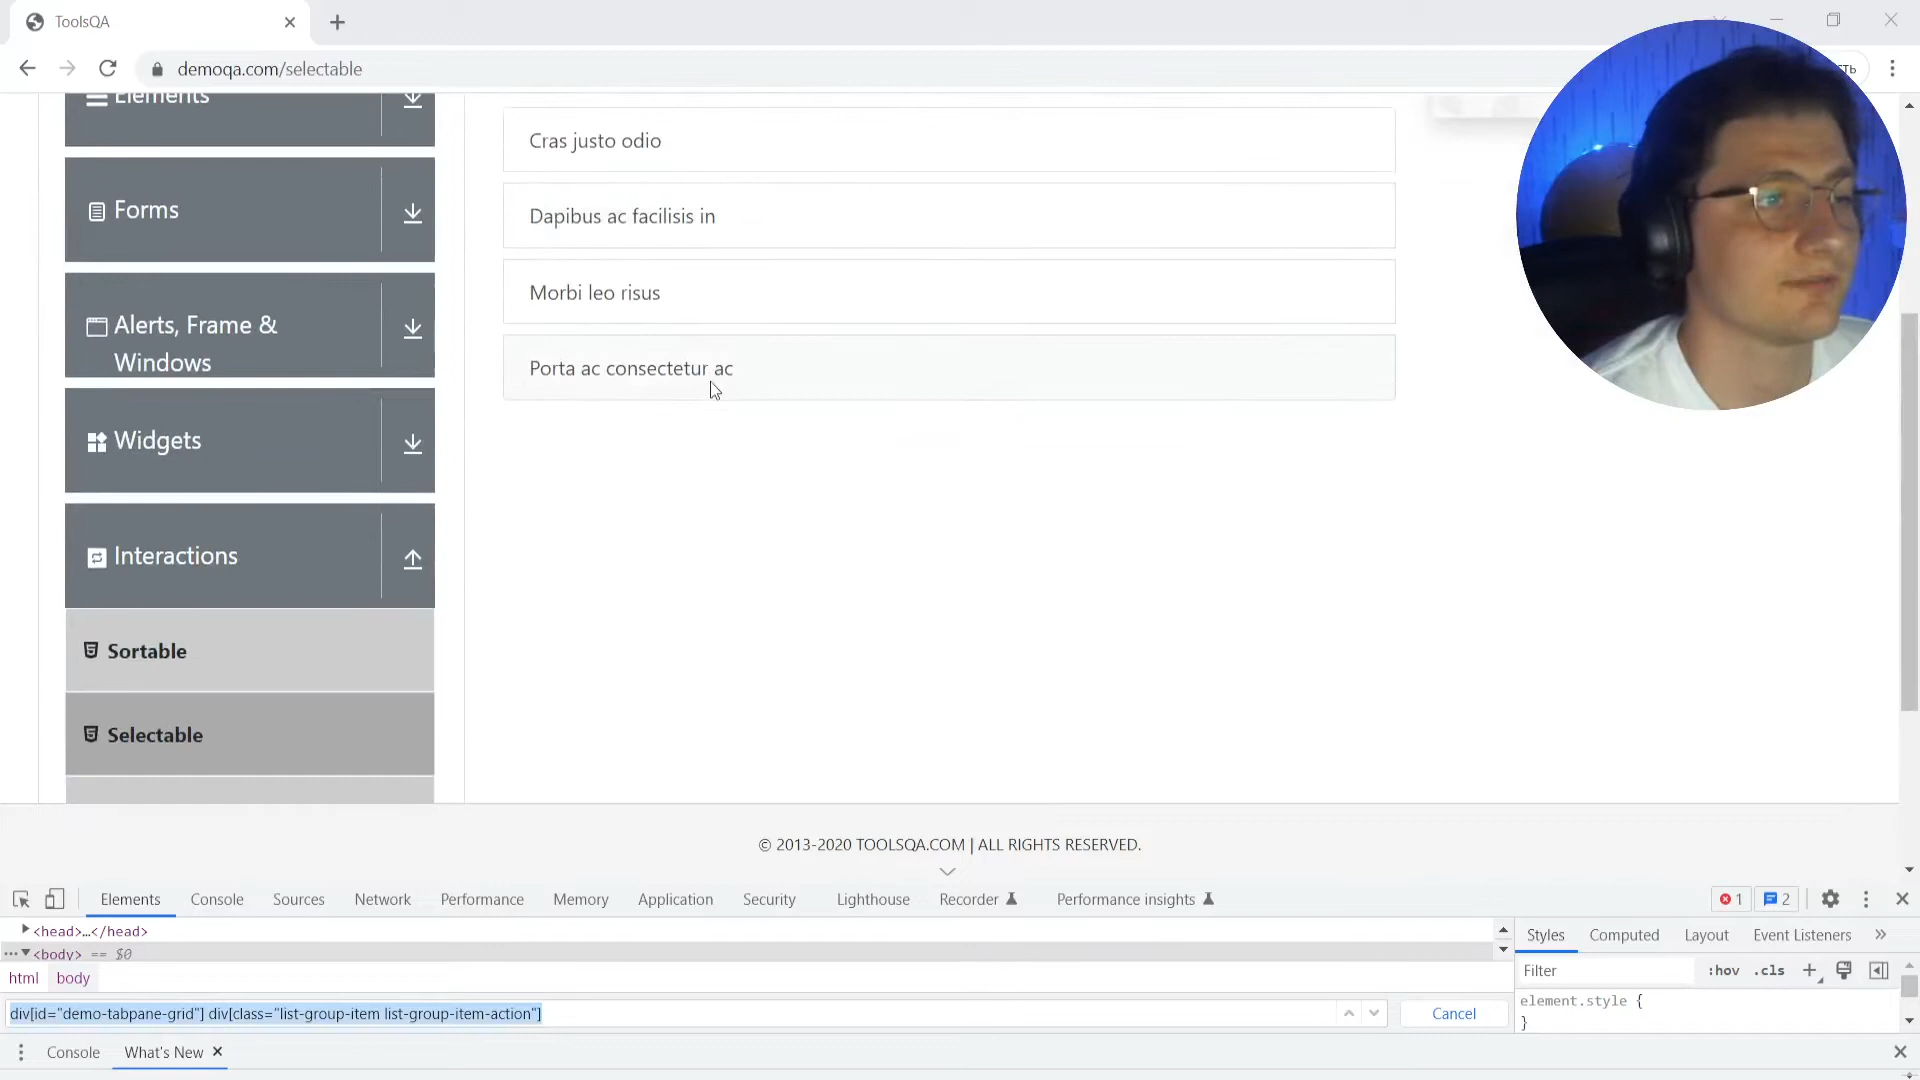 ToolsQA
demoqa.com/selectable
сть
Elements
Forms
Alerts, Frame &
Windows
Widgets
Interactions
Sortable
Selectable
Cras justo odio
Dapibus ac facilisis in
Morbi leo risus
Porta ac consectetur ac
© 2013-2020 TOOLSQA.COM | ALL RIGHTS RESERVED.
Elements Console Sources Network Performance Memory Application Security Lighthouse Recorder Performance insights 1 2
<head>…</head>
··· <body> == $0
html body
div[id="demo-tabpane-grid"] div[class="list-group-item list-group-item-action"]
Cancel
Styles Computed Layout Event Listeners »
Filter :hov .cls +
element.style {
}
Console What's New